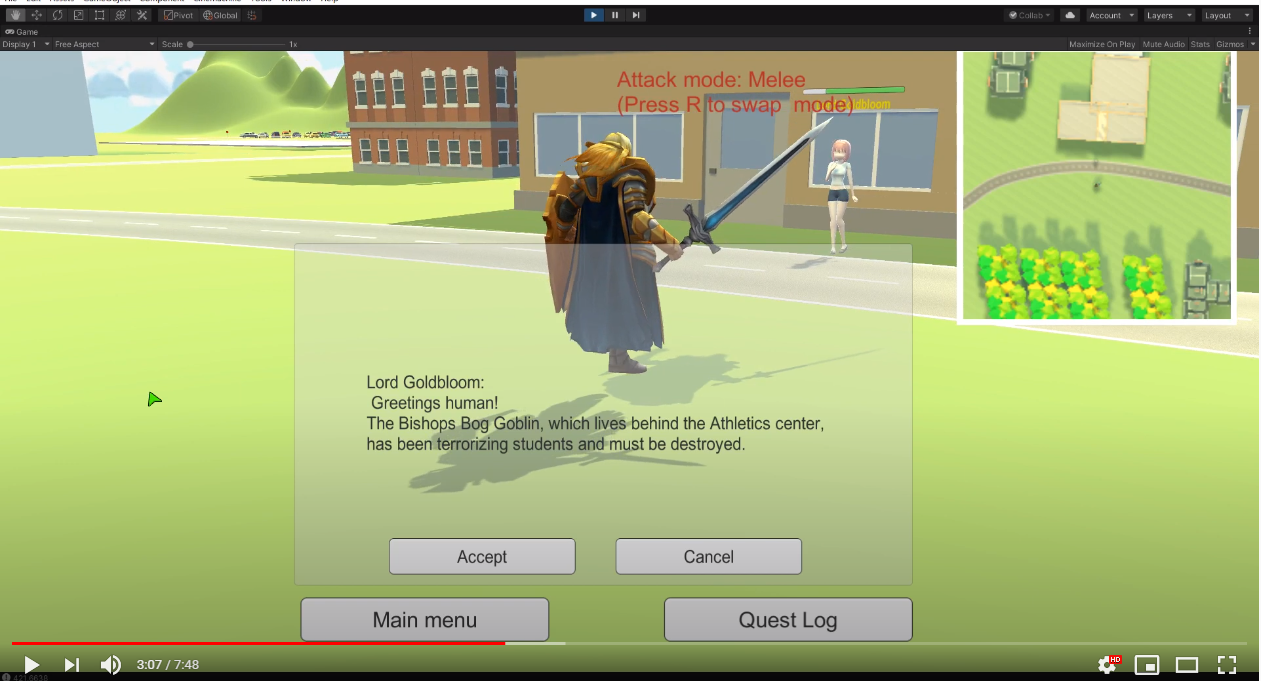 Pivot Global Collab Account Layers Layout
Game
Display 1 Free Aspect Scale 1x Maximize On Play Mute Audio Stats Gizmos
Attack mode: Melee
(Press R to swap mode)
Lord Goldbloom:
Greetings human!
The Bishops Bog Goblin, which lives behind the Athletics center,
has been terrorizing students and must be destroyed.
Accept Cancel
Main menu Quest Log
3:07 / 7:48 HD